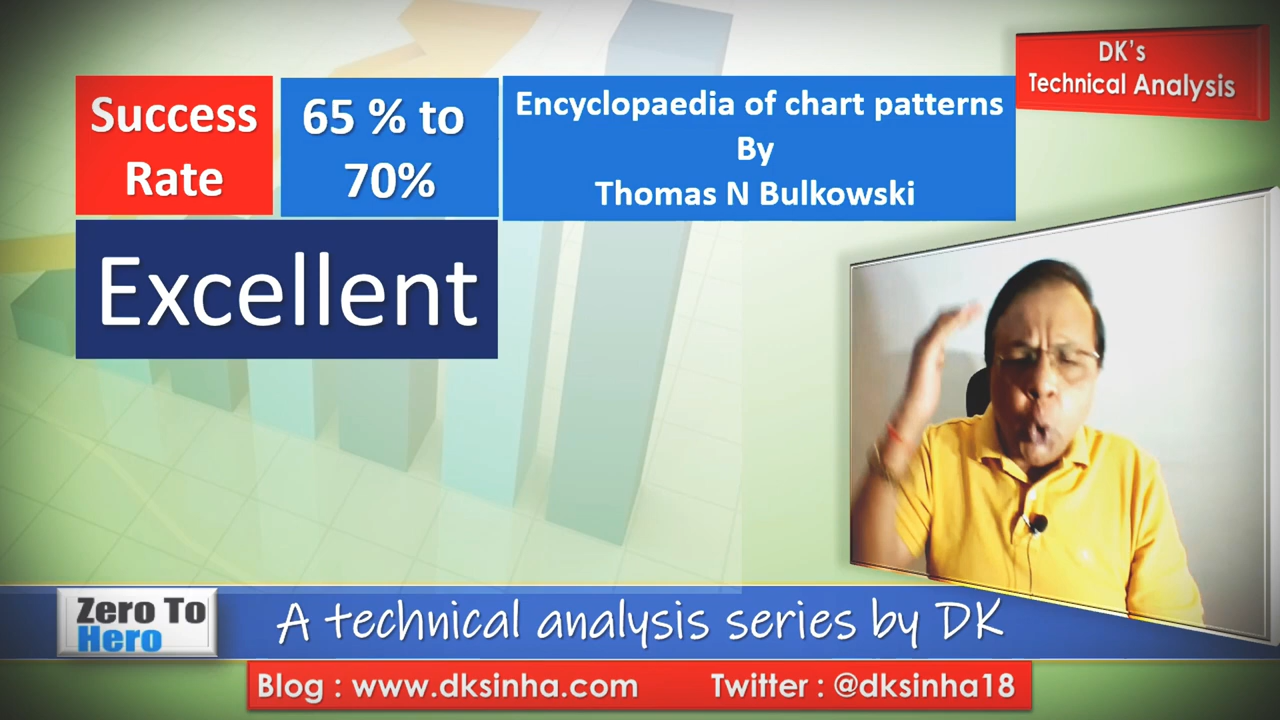 DK's
Technical Analysis
Success
Rate
65 % to
70%
Encyclopaedia of chart patterns
By
Thomas N Bulkowski
Excellent
Zero To
Hero
A technical analysis series by DK
Blog : www.dksinha.com
Twitter : @dksinha18